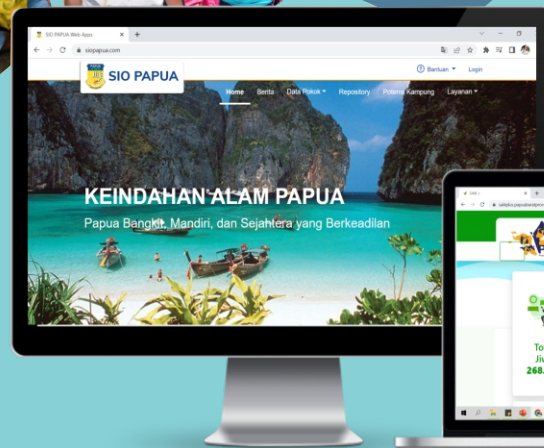 SIO PAPUA Web Apps
siopapua.com
SIO PAPUA
Bantuan
Login
Home
Berita
Data Pokok
Repository
Potensi Kampung
Layanan
KEINDAHAN ALAM PAPUA
Papua Bangkit, Mandiri, dan Sejahtera yang Berkeadilan
268.